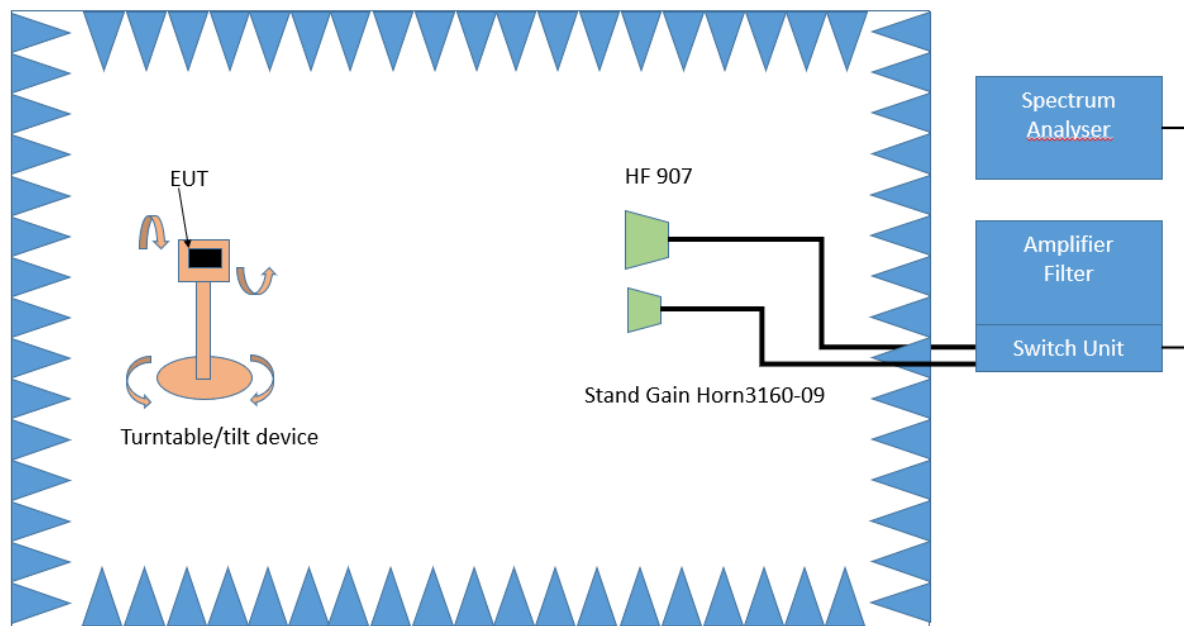 EUT
Turntable/tilt device
HF 907
Stand Gain Horn3160-09
Spectrum
Analyser
Amplifier
Filter
Switch Unit